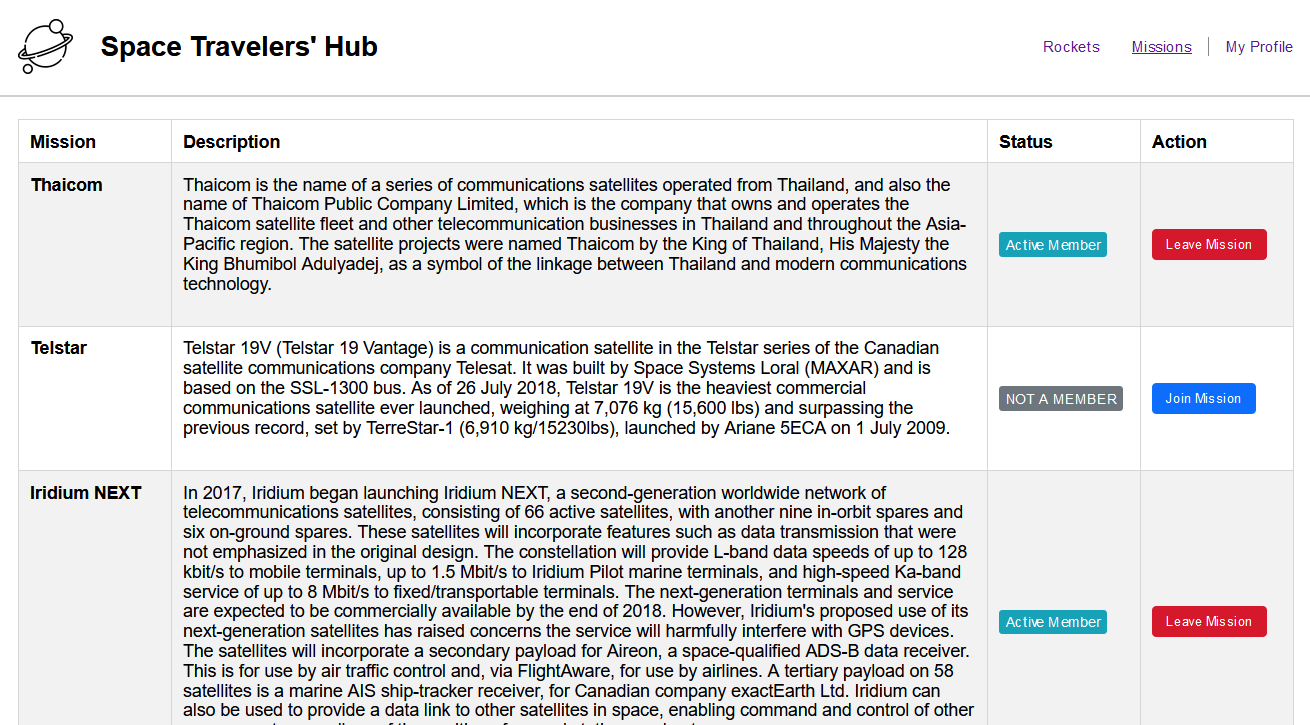 Space Travelers' Hub
Rockets
Missions
My Profile
Mission
Description
Status
Action
Thaicom
Thaicom is the name of a series of communications satellites operated from Thailand, and also the
name of Thaicom Public Company Limited, which is the company that owns and operates the
Thaicom satellite fleet and other telecommunication businesses in Thailand and throughout the Asia-
Pacific region. The satellite projects were named Thaicom by the King of Thailand, His Majesty the
King Bhumibol Adulyadej, as a symbol of the linkage between Thailand and modern communications
technology.
Active Member
Leave Mission
Telstar
Telstar 19V (Telstar 19 Vantage) is a communication satellite in the Telstar series of the Canadian
satellite communications company Telesat. It was built by Space Systems Loral (MAXAR) and is
based on the SSL-1300 bus. As of 26 July 2018, Telstar 19V is the heaviest commercial
communications satellite ever launched, weighing at 7,076 kg (15,600 lbs) and surpassing the
previous record, set by TerreStar-1 (6,910 kg/15230lbs), launched by Ariane 5ECA on 1 July 2009.
NOT A MEMBER
Join Mission
Iridium NEXT
In 2017, Iridium began launching Iridium NEXT, a second-generation worldwide network of
telecommunications satellites, consisting of 66 active satellites, with another nine in-orbit spares and
six on-ground spares. These satellites will incorporate features such as data transmission that were
not emphasized in the original design. The constellation will provide L-band data speeds of up to 128
kbit/s to mobile terminals, up to 1.5 Mbit/s to Iridium Pilot marine terminals, and high-speed Ka-band
service of up to 8 Mbit/s to fixed/transportable terminals. The next-generation terminals and service
are expected to be commercially available by the end of 2018. However, Iridium's proposed use of its
next-generation satellites has raised concerns the service will harmfully interfere with GPS devices.
The satellites will incorporate a secondary payload for Aireon, a space-qualified ADS-B data receiver.
This is for use by air traffic control and, via FlightAware, for use by airlines. A tertiary payload on 58
satellites is a marine AIS ship-tracker receiver, for Canadian company exactEarth Ltd. Iridium can
also be used to provide a data link to other satellites in space, enabling command and control of other
Active Member
Leave Mission